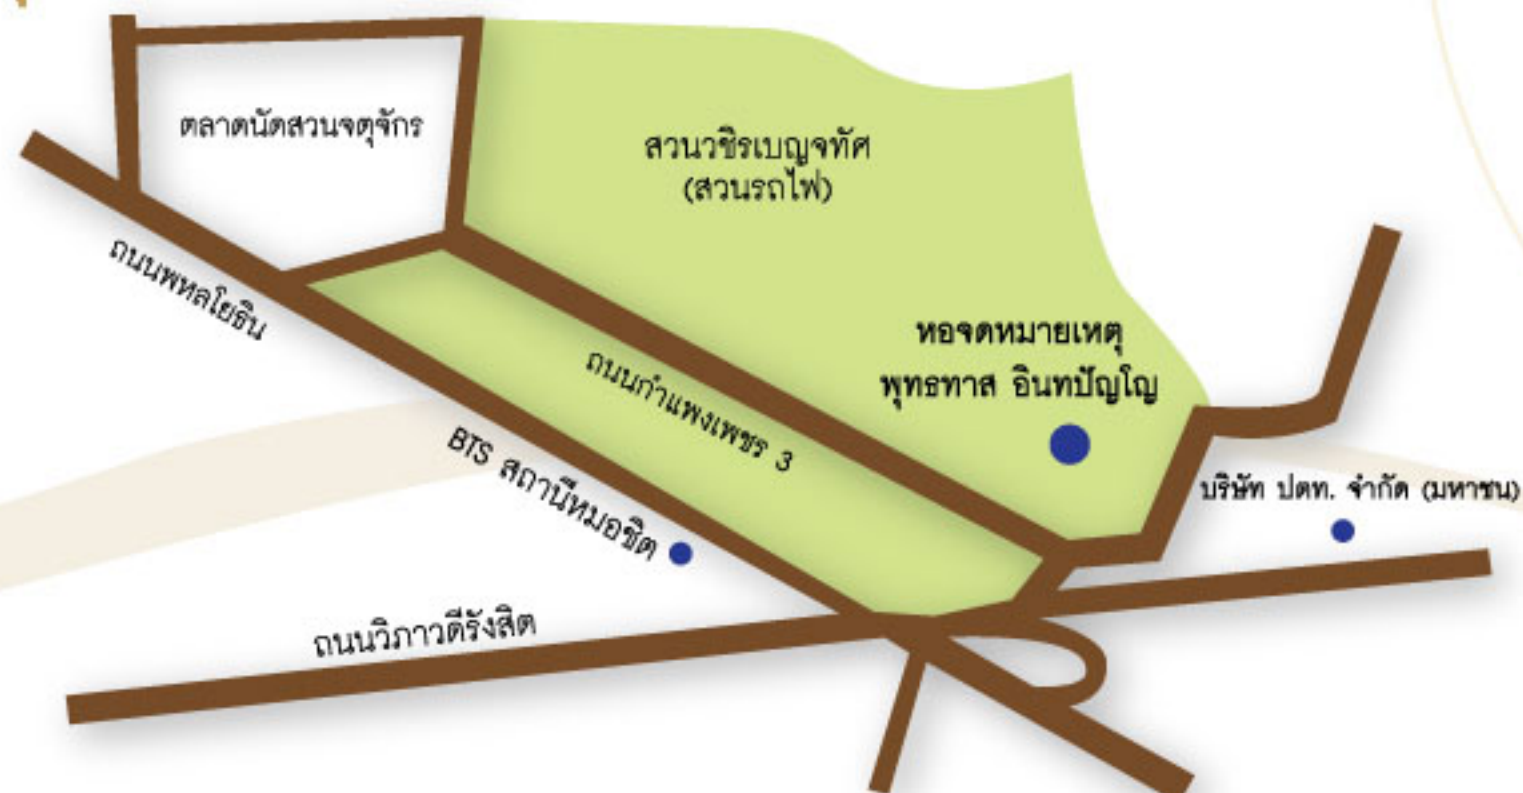 ตลาดนัดสวนจตุจักร
สวนวชิรเบญจทัศ
(สวนรถไฟ)
ถนนพหลโยธิน
หอจดหมายเหตุ
พุทธทาส อินทปัญโญ
ถนนกำแพงเพชร 3
BTS สถานีหมอชิต
บริษัท ปตท. จำกัด (มหาชน)
ถนนวิภาวดีรังสิต